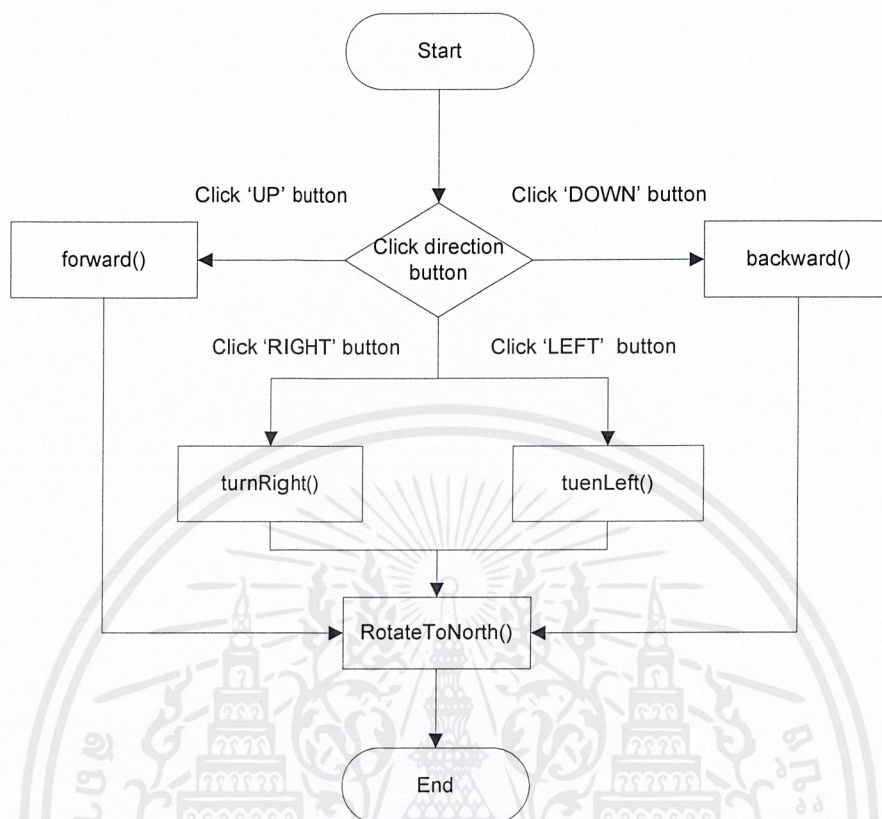 Start
Click ‘UP’ button
Click ‘DOWN’ button
forward()
Click direction
button
backward()
Click ‘RIGHT’ button
Click ‘LEFT’ button
turnRight()
tuenLeft()
RotateToNorth()
End